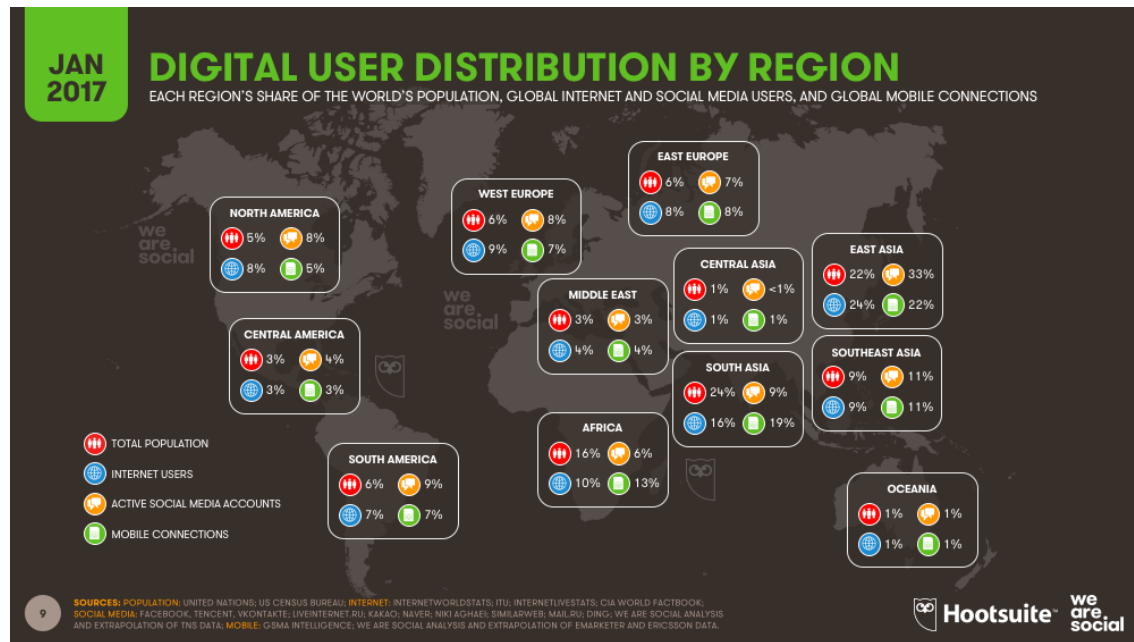 JAN
2017
DIGITAL USER DISTRIBUTION BY REGION
EACH REGION'S SHARE OF THE WORLD'S POPULATION, GLOBAL INTERNET AND SOCIAL MEDIA USERS, AND GLOBAL MOBILE CONNECTIONS
EAST EUROPE
6% 7%
8% 8%
WEST EUROPE
6% 8%
9% 7%
NORTH AMERICA
5% 8%
8% 5%
we
are.
social
EAST ASIA
22% 33%
24% 22%
CENTRAL ASIA
1% <1%
1% 1%
MIDDLE EAST
3% 3%
4% 4%
we
are.
social
CENTRAL AMERICA
3% 4%
3% 3%
SOUTHEAST ASIA
9% 11%
9% 11%
SOUTH ASIA
24% 9%
16% 19%
AFRICA
16% 6%
10% 13%
SOUTH AMERICA
6% 9%
7% 7%
OCEANIA
1% 1%
1% 1%
TOTAL POPULATION
INTERNET USERS
ACTIVE SOCIAL MEDIA ACCOUNTS
MOBILE CONNECTIONS
9
SOURCES: POPULATION: UNITED NATIONS; US CENSUS BUREAU; INTERNET: INTERNETWORLDSTATS; ITU; INTERNETLIVESTATS; CIA WORLD FACTBOOK;
SOCIAL MEDIA: FACEBOOK, TENCENT, VKONTAKTE; LIVEINTERNET.RU; KAKAO; NAVER; NIKI AGHAEI; SIMILARWEB; MAIL.RU; DING; WE ARE SOCIAL ANALYSIS
AND EXTRAPOLATION OF TNS DATA; MOBILE: GSMA INTELLIGENCE; WE ARE SOCIAL ANALYSIS AND EXTRAPOLATION OF EMARKETER AND ERICSSON DATA.
Hootsuite™
we
are.
social